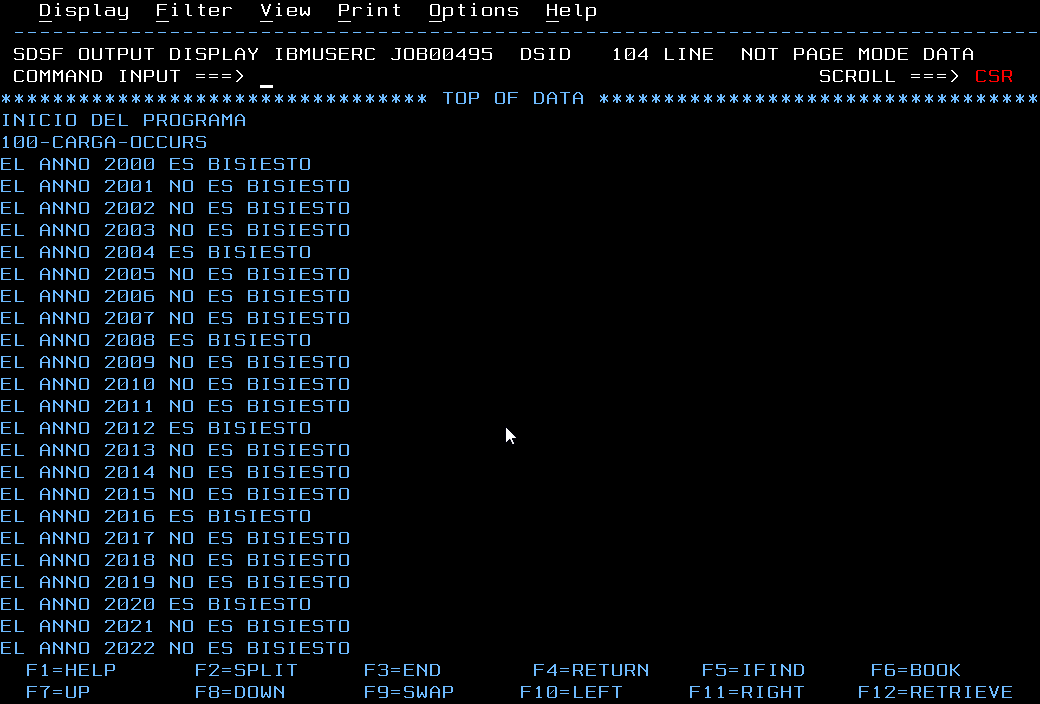 Display Filter View Print Options Help
-------------------------------------------------------------------------------
SDSF OUTPUT DISPLAY IBMUSERC JOB00495 DSID 104 LINE NOT PAGE MODE DATA
COMMAND INPUT ===> _ SCROLL ===> CSR
********************************* TOP OF DATA **********************************
INICIO DEL PROGRAMA
100-CARGA-OCCURS
EL ANNO 2000 ES BISIESTO
EL ANNO 2001 NO ES BISIESTO
EL ANNO 2002 NO ES BISIESTO
EL ANNO 2003 NO ES BISIESTO
EL ANNO 2004 ES BISIESTO
EL ANNO 2005 NO ES BISIESTO
EL ANNO 2006 NO ES BISIESTO
EL ANNO 2007 NO ES BISIESTO
EL ANNO 2008 ES BISIESTO
EL ANNO 2009 NO ES BISIESTO
EL ANNO 2010 NO ES BISIESTO
EL ANNO 2011 NO ES BISIESTO
EL ANNO 2012 ES BISIESTO
EL ANNO 2013 NO ES BISIESTO
EL ANNO 2014 NO ES BISIESTO
EL ANNO 2015 NO ES BISIESTO
EL ANNO 2016 ES BISIESTO
EL ANNO 2017 NO ES BISIESTO
EL ANNO 2018 NO ES BISIESTO
EL ANNO 2019 NO ES BISIESTO
EL ANNO 2020 ES BISIESTO
EL ANNO 2021 NO ES BISIESTO
EL ANNO 2022 NO ES BISIESTO
F1=HELP F2=SPLIT F3=END F4=RETURN F5=IFIND F6=BOOK
F7=UP F8=DOWN F9=SWAP F10=LEFT F11=RIGHT F12=RETRIEVE